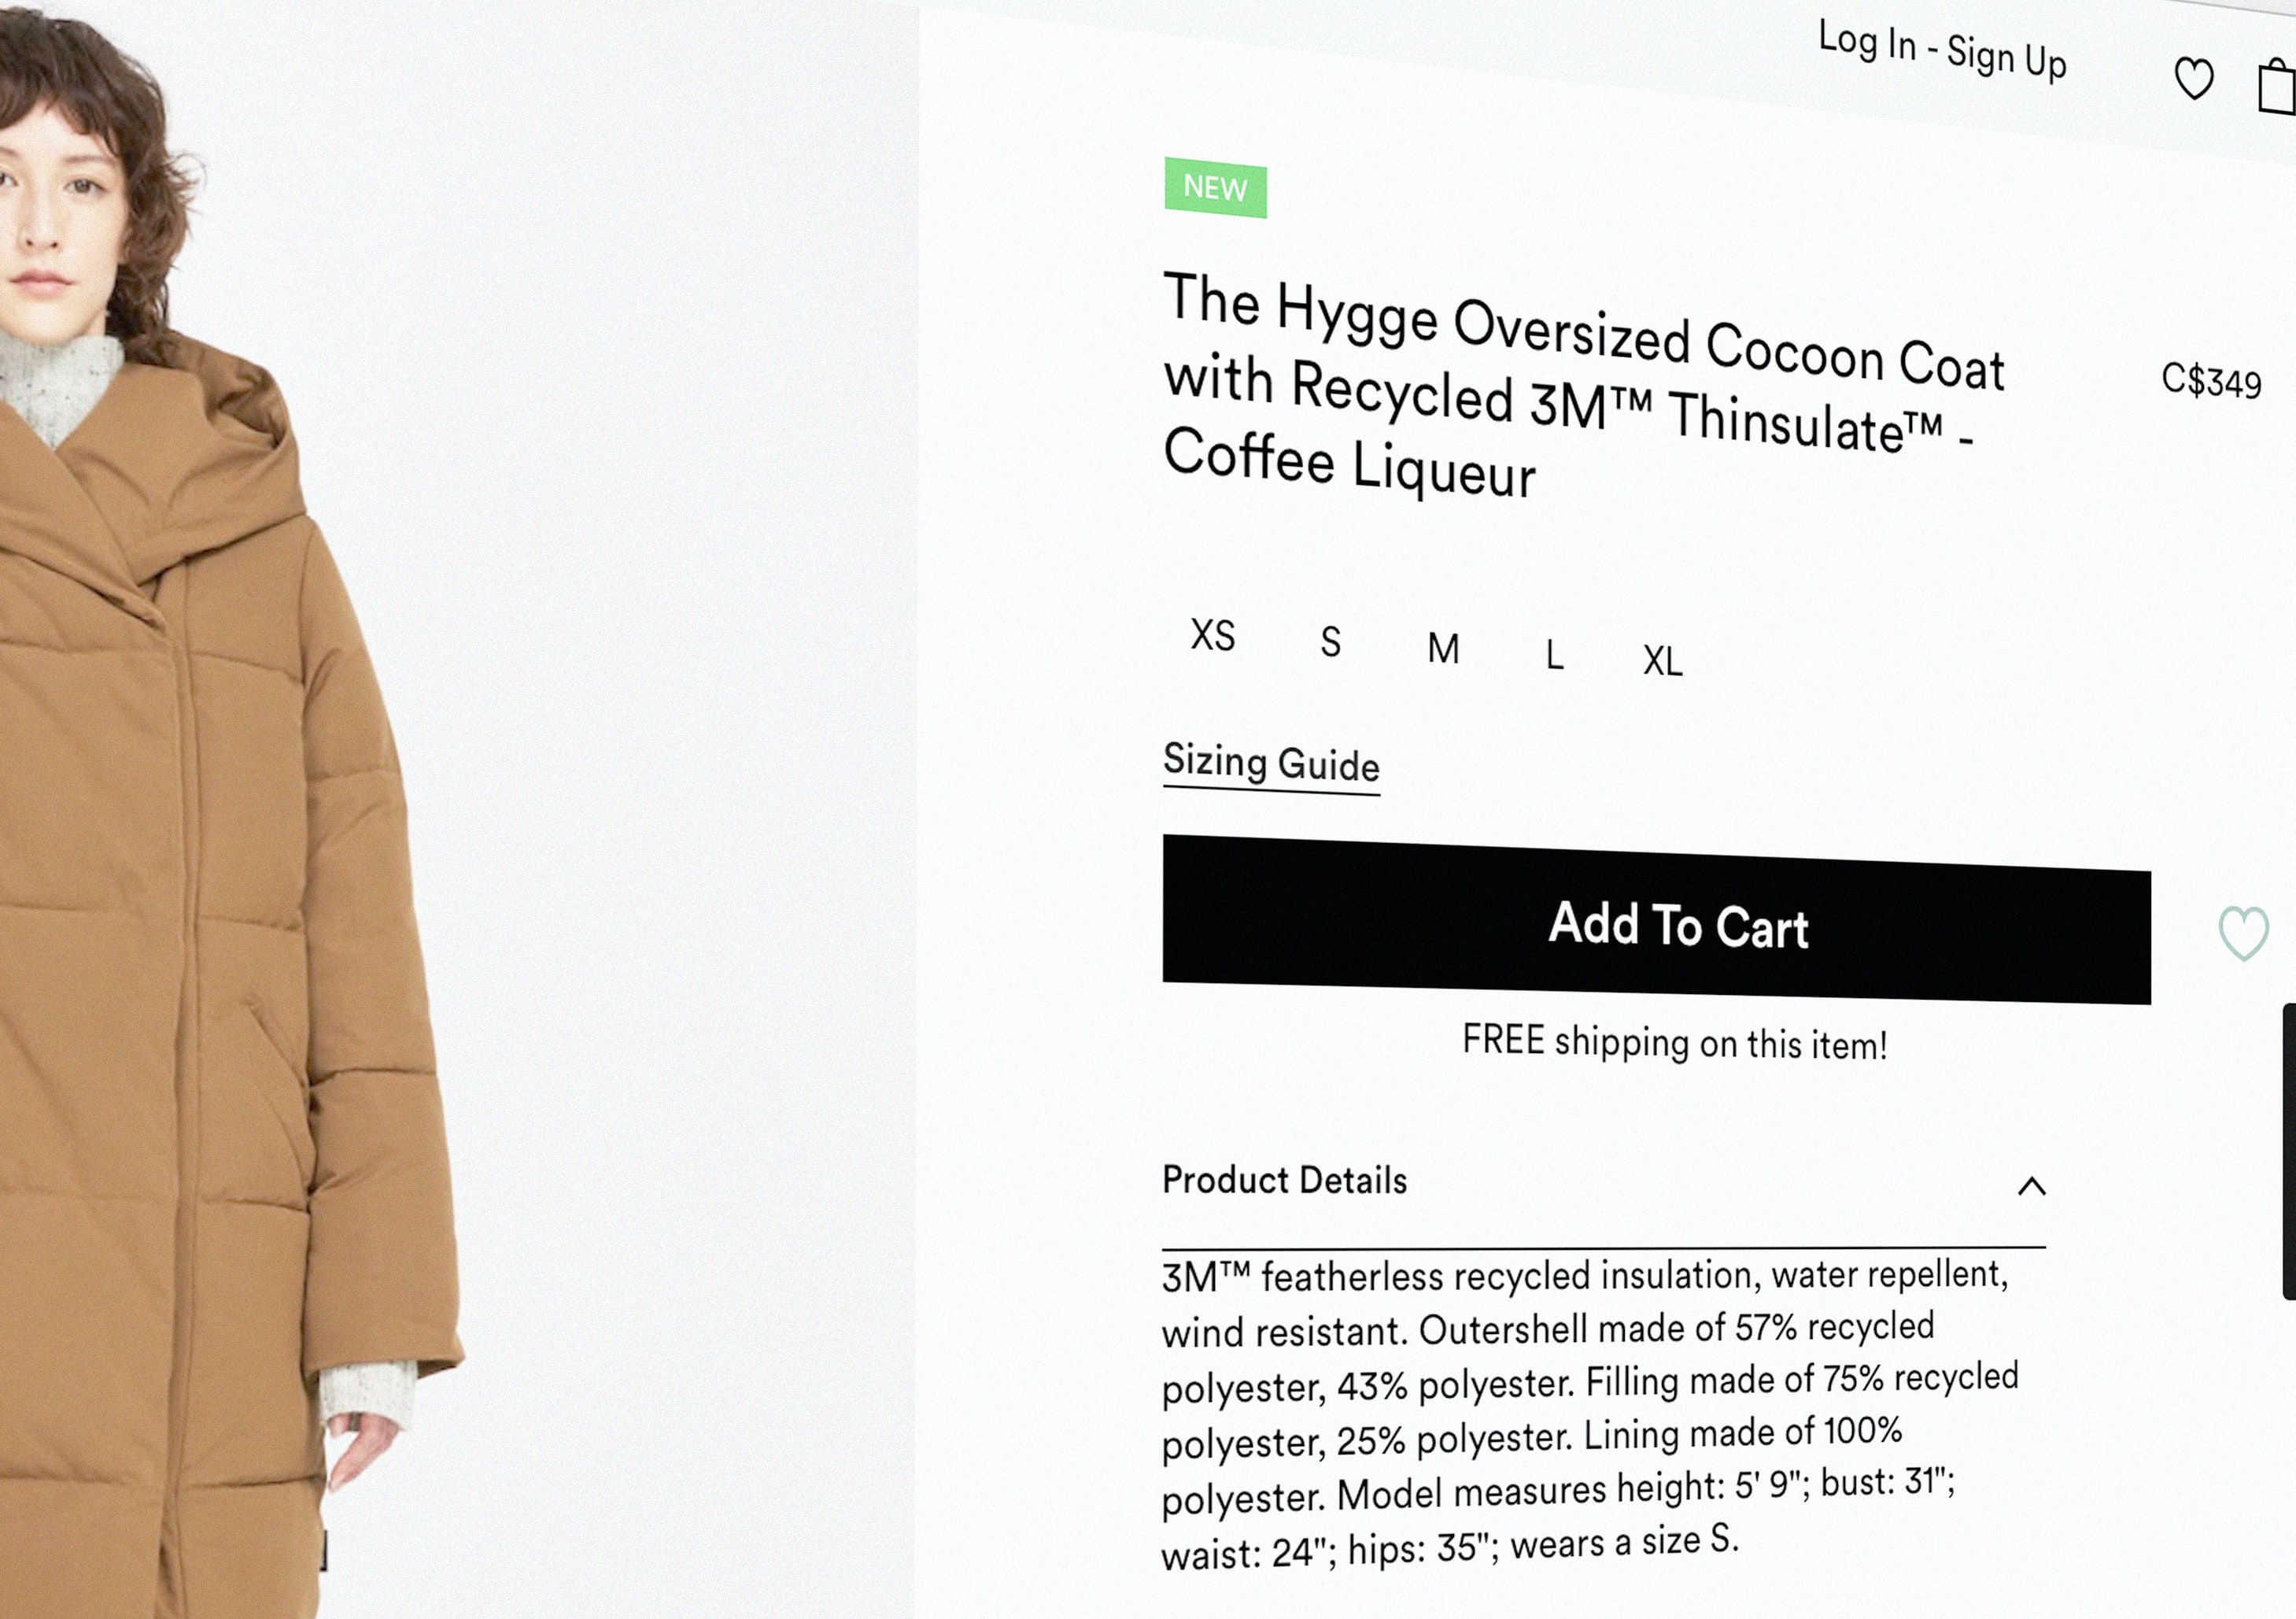 Log In - Sign Up
NEW
The Hygge Oversized Cocoon Coat
with Recycled 3M™ Thinsulate™ -
Coffee Liqueur
C$349
XS S M L XL
Sizing Guide
Add To Cart
FREE shipping on this item!
Product Details
3M™ featherless recycled insulation, water repellent,
wind resistant. Outershell made of 57% recycled
polyester, 43% polyester. Filling made of 75% recycled
polyester, 25% polyester. Lining made of 100%
polyester. Model measures height: 5' 9"; bust: 31";
waist: 24"; hips: 35"; wears a size S.